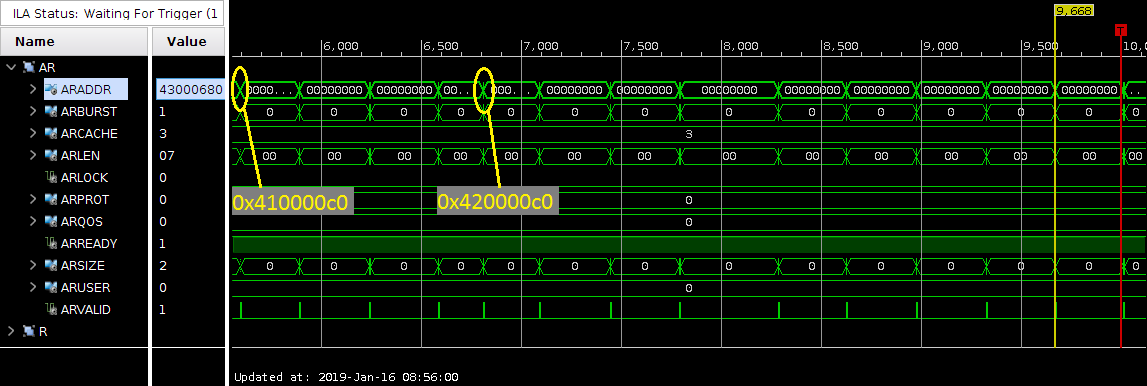 ILA Status: Waiting For Trigger (1
Name Value
9,668
6,000 6,500 7,000 7,500 8,000 8,500 9,000 9,500 10,0
AR
ARADDR 43000680 0000... 00000000 00000000 00... 000... 00000000 00000000 00000000 00000000 00000000 00000000 00000000 00000000 ..
ARBURST 1 0 0 0 0 0 0 0 0 0 0 0 0 0 0
ARCACHE 3 3
ARLEN 07 00 00 00 00 00 00 00 00 00 00 00 00 00
ARLOCK 0
ARPROT 0 0
0x410000c0 0x420000c0
ARQOS 0 0
ARREADY 1
ARSIZE 2 0 0 0 0 0 0 0 0 0 0 0 0 0 0
ARUSER 0 0
ARVALID 1
R
Updated at: 2019-Jan-16 08:56:00